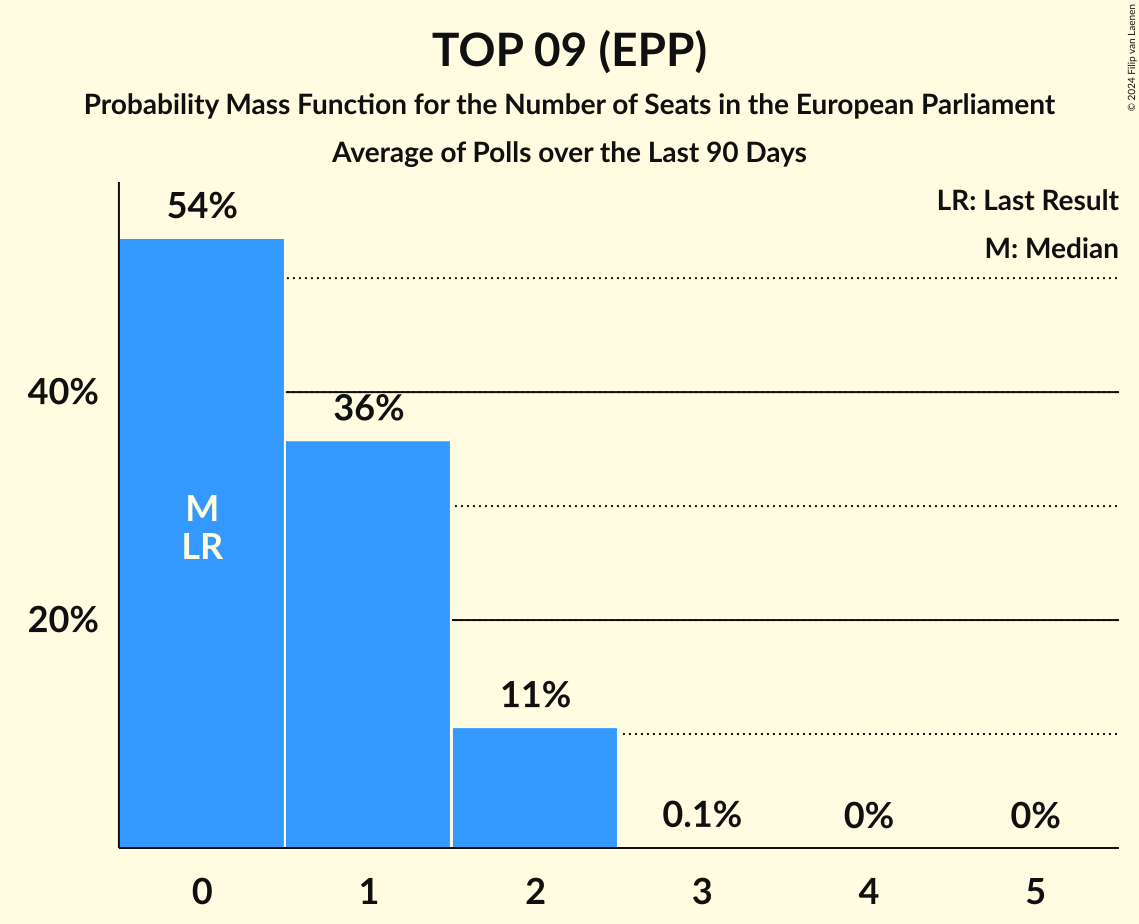 TOP 09 (EPP)
Probability Mass Function for the Number of Seats in the European Parliament
Average of Polls over the Last 90 Days
© 2024 Filip van Laenen
LR: Last Result
M: Median
54%
40%
36%
M
LR
20%
11%
0.1%
0%
0%
0
1
2
3
4
5